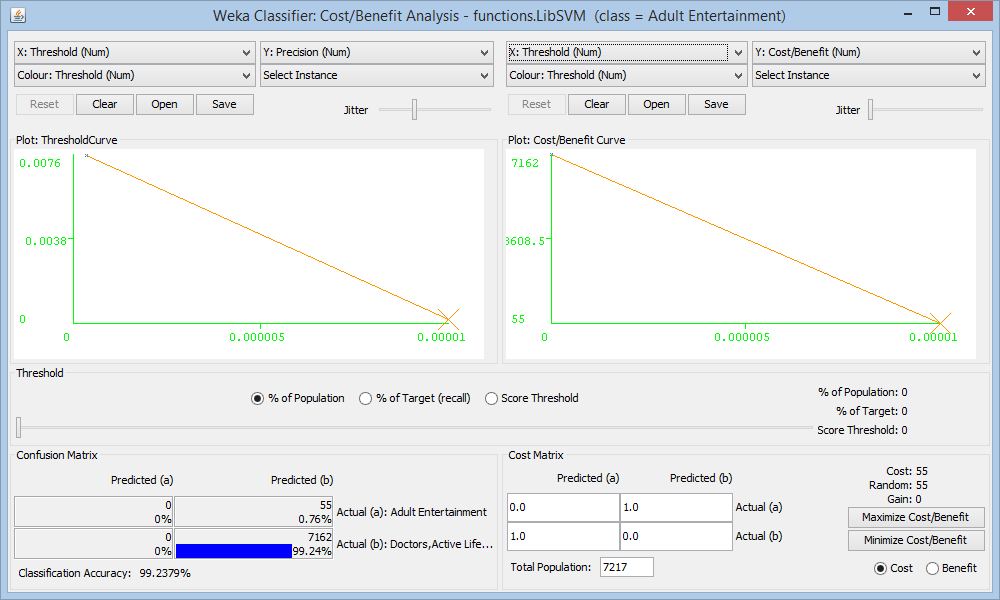 Weka Classifier: Cost/Benefit Analysis - functions.LibSVM (class = Adult Entertainment)
X: Threshold (Num) Y: Precision (Num) X: Threshold (Num) Y: Cost/Benefit (Num)
Colour: Threshold (Num) Select Instance Colour: Threshold (Num) Select Instance
Reset Clear Open Save Jitter Reset Clear Open Save Jitter
Plot: ThresholdCurve
0.0076
0.0038
0
0 0.000005 0.00001
Plot: Cost/Benefit Curve
7162
3608.5
55
0 0.000005 0.00001
Threshold
% of Population % of Target (recall) Score Threshold
% of Population: 0
% of Target: 0
Score Threshold: 0
Confusion Matrix
Predicted (a) Predicted (b)
0 55
0% 0.76% Actual (a): Adult Entertainment
0 7162
0% 99.24% Actual (b): Doctors,Active Life...
Classification Accuracy: 99.2379%
Cost Matrix
Predicted (a) Predicted (b)
0.0 1.0 Actual (a)
1.0 0.0 Actual (b)
Total Population: 7217
Cost: 55
Random: 55
Gain: 0
Maximize Cost/Benefit
Minimize Cost/Benefit
Cost Benefit